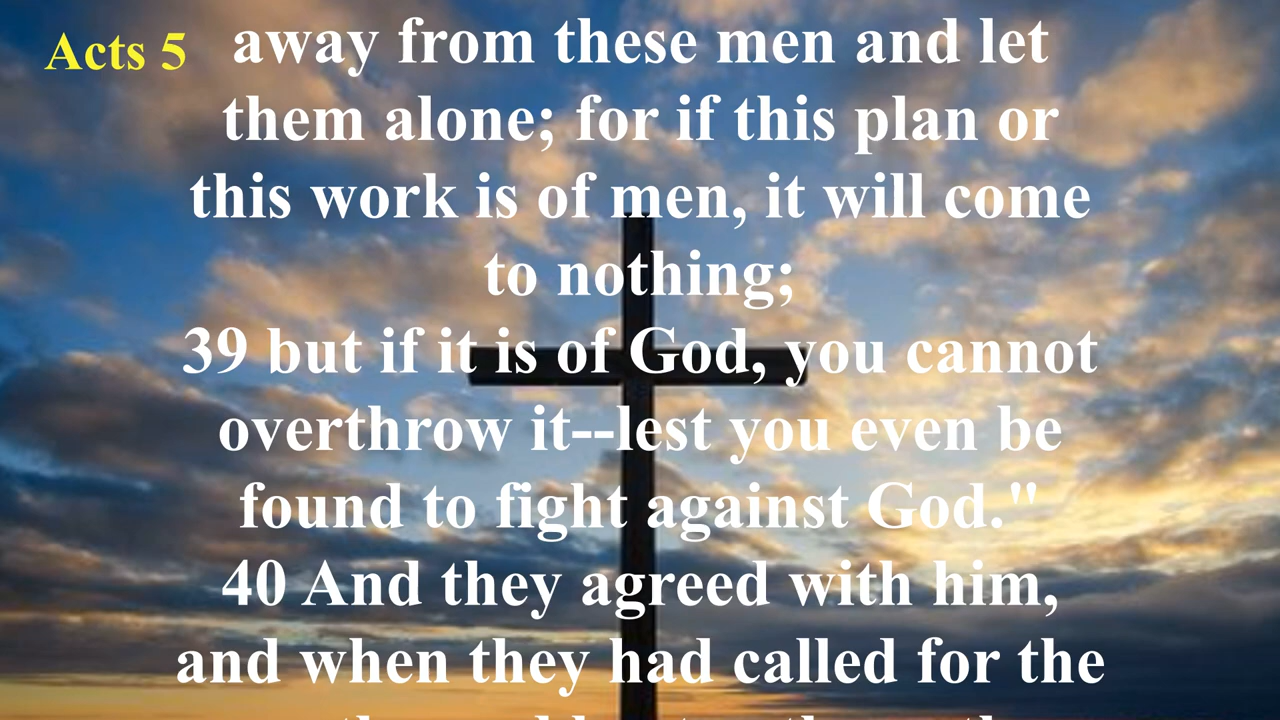 Acts 5
away from these men and let
them alone; for if this plan or
this work is of men, it will come
to nothing;
39 but if it is of God, you cannot
overthrow it--lest you even be
found to fight against God."
40 And they agreed with him,
and when they had called for the